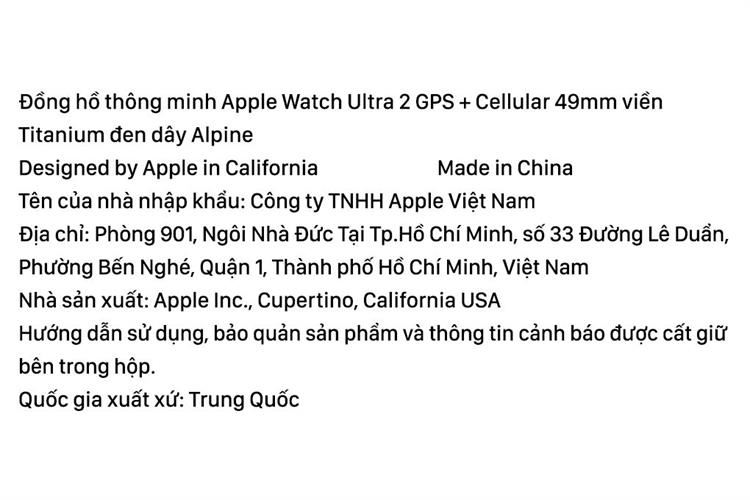 Đồng hồ thông minh Apple Watch Ultra 2 GPS + Cellular 49mm viền
Titanium đen dây Alpine
Designed by Apple in California Made in China
Tên của nhà nhập khẩu: Công ty TNHH Apple Việt Nam
Địa chỉ: Phòng 901, Ngôi Nhà Đức Tại Tp.Hồ Chí Minh, số 33 Đường Lê Duẩn,
Phường Bến Nghé, Quận 1, Thành phố Hồ Chí Minh, Việt Nam
Nhà sản xuất: Apple Inc., Cupertino, California USA
Hướng dẫn sử dụng, bảo quản sản phẩm và thông tin cảnh báo được cất giữ
bên trong hộp.
Quốc gia xuất xứ: Trung Quốc